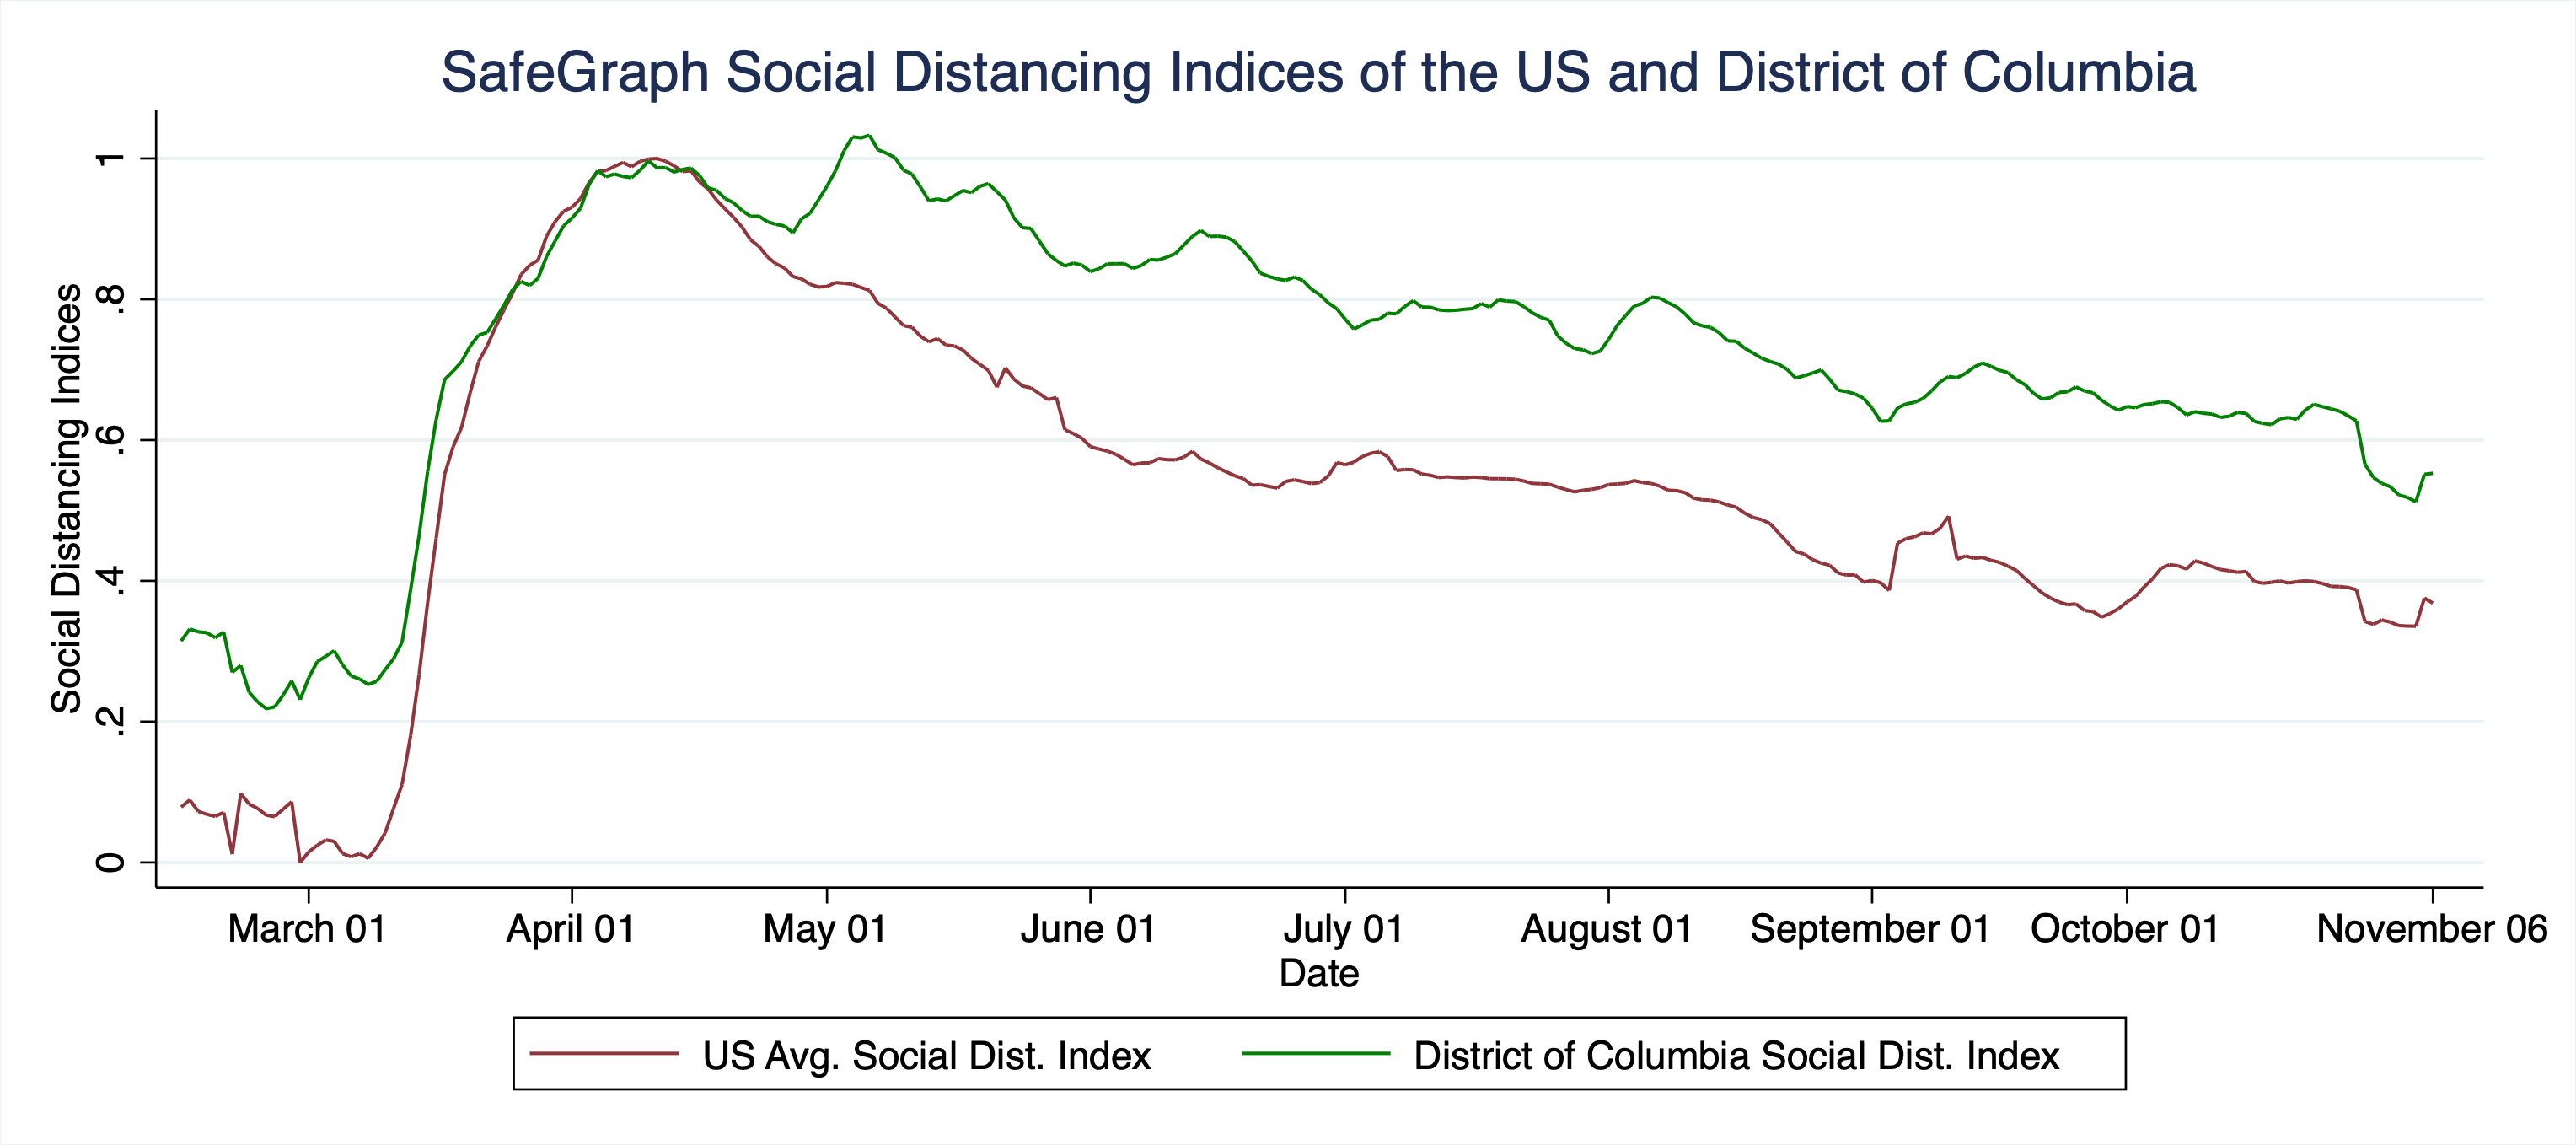 SafeGraph Social Distancing Indices of the US and District of Columbia
Social Distancing Indices
1
.8
.6
.4
.2
0
March 01 April 01 May 01 June 01 July 01 August 01 September 01 October 01 November 06
Date
US Avg. Social Dist. Index District of Columbia Social Dist. Index